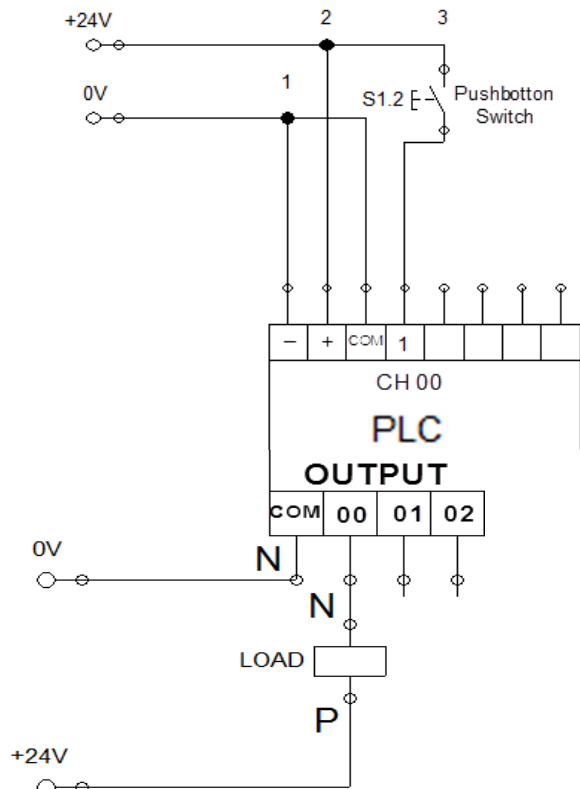 2 3
+24V
1
0V
S1.2 Pushbotton
Switch
− + COM 1
CH 00
PLC
OUTPUT
COM 00 01 02
0V
N
N
LOAD
P
+24V